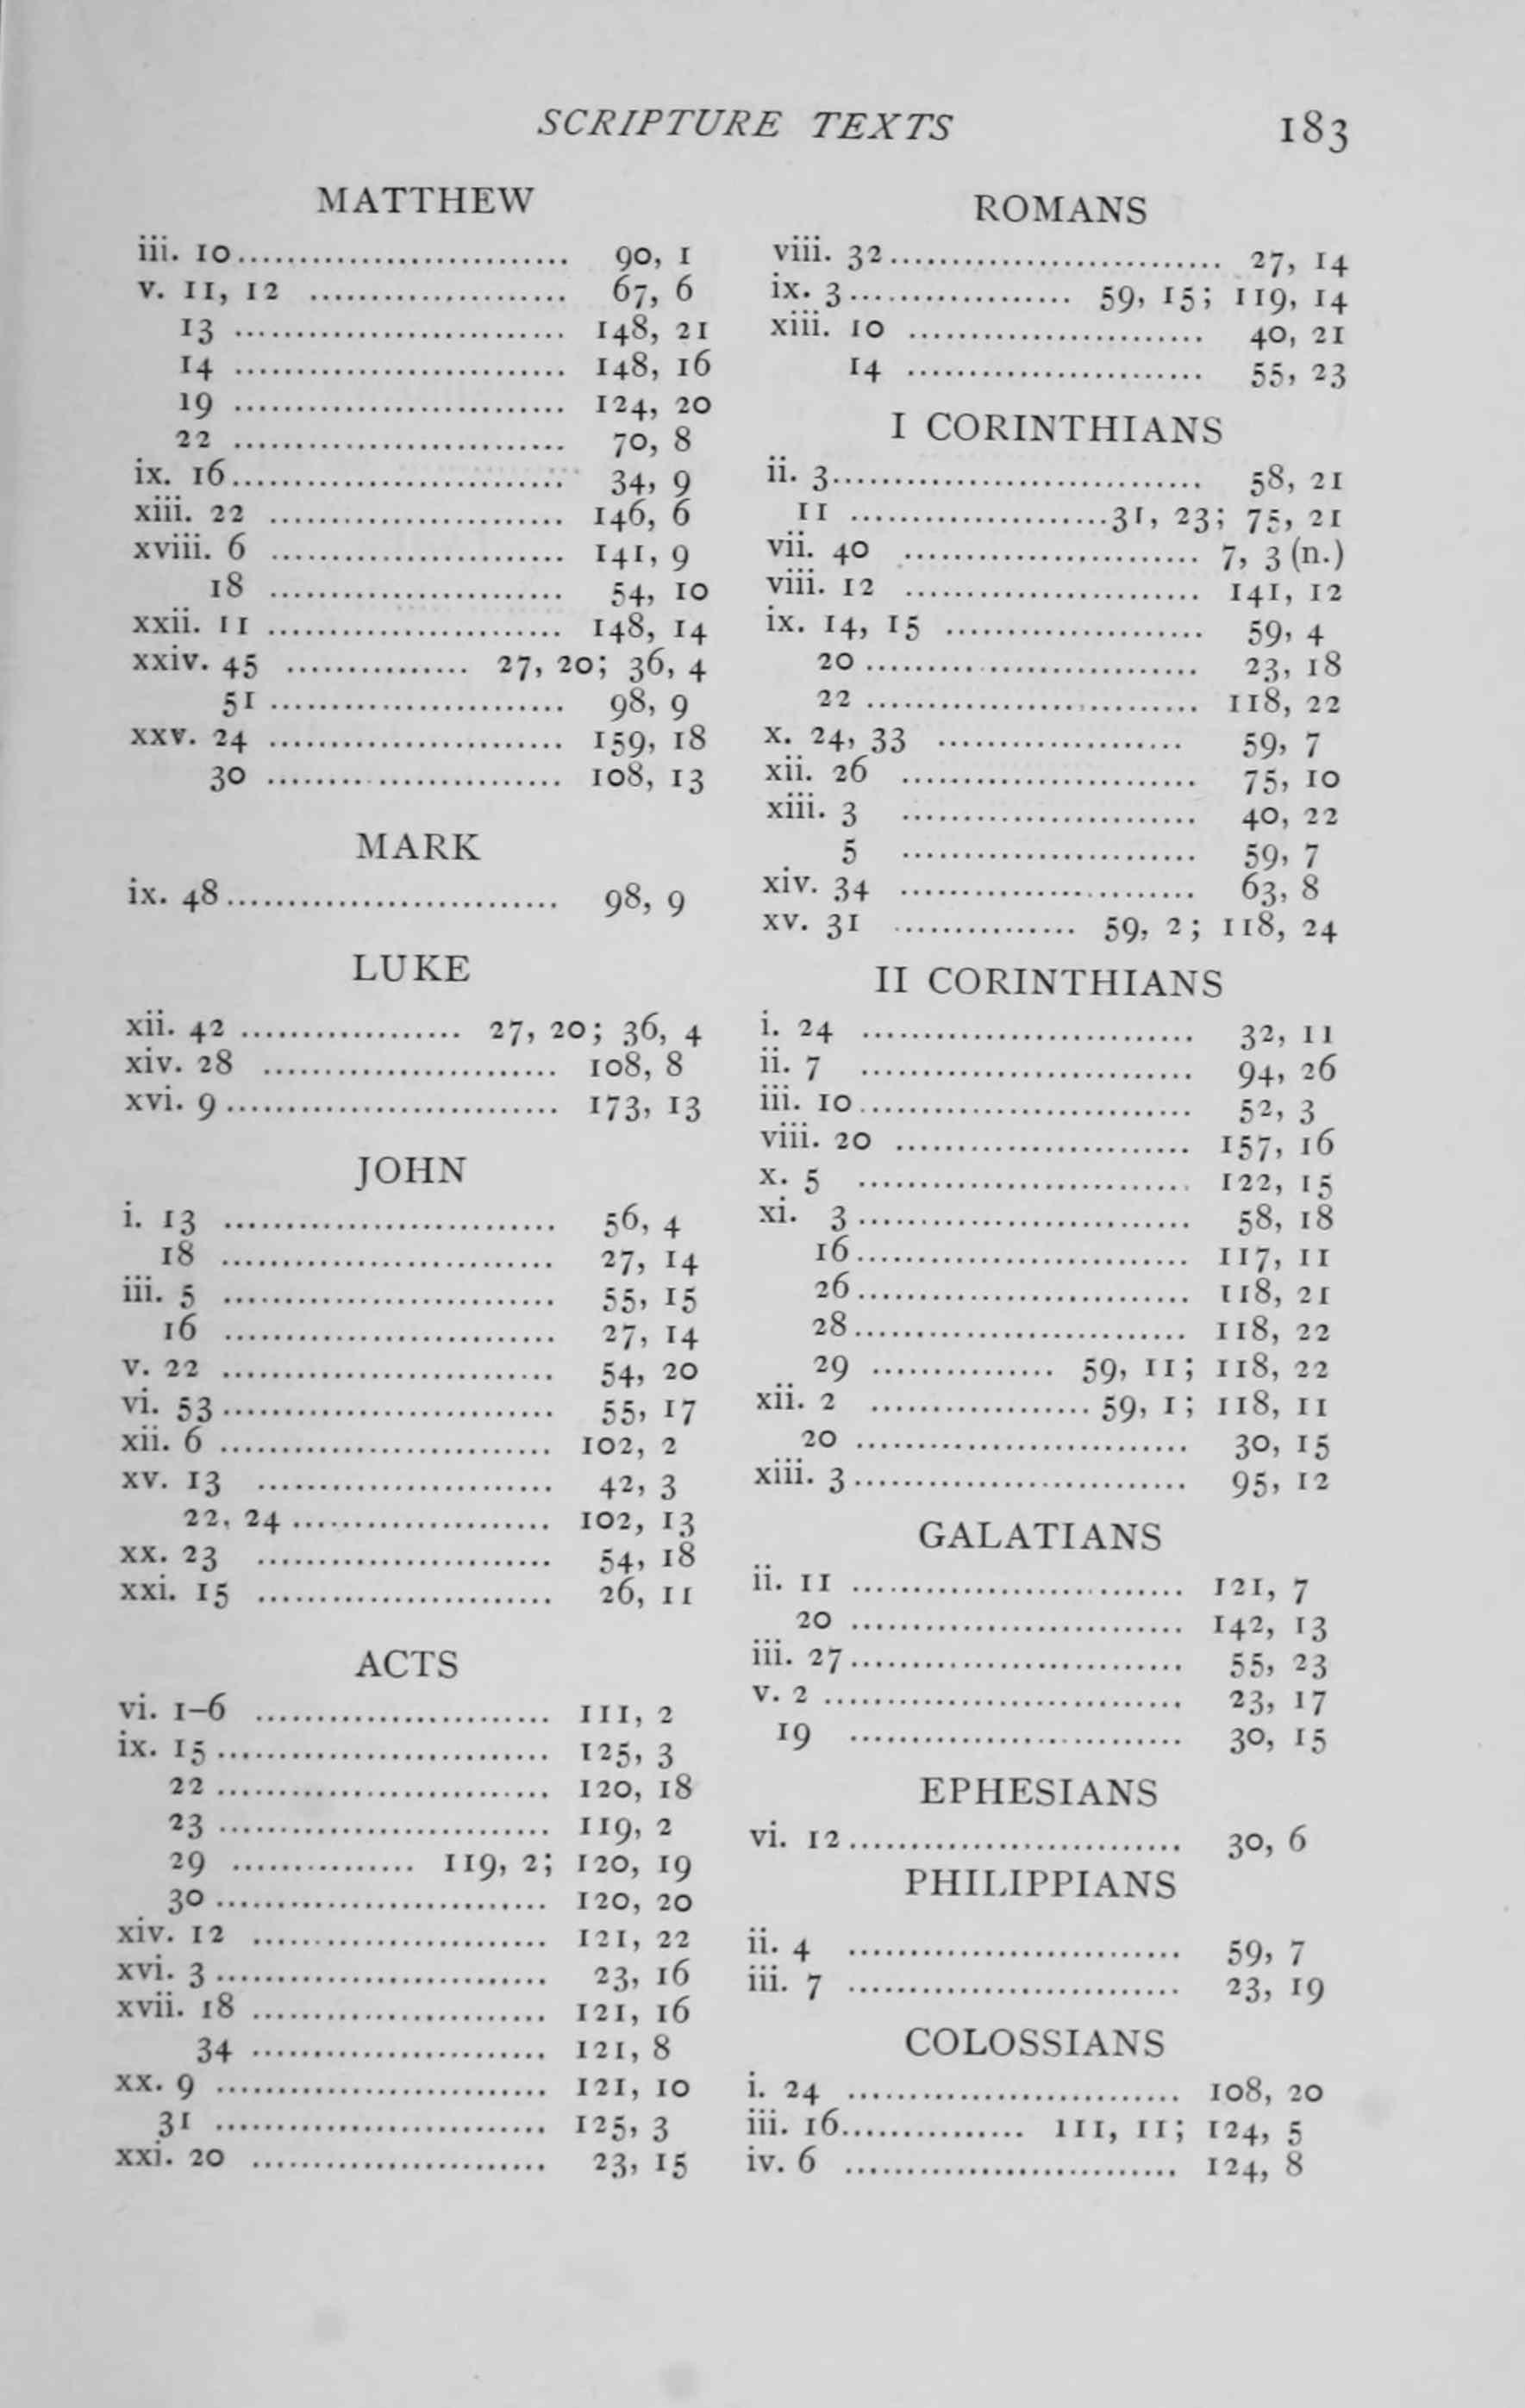 SCRIPTURE TEXTS 183
MATTHEW
iii. 10 ............................ 90, 1
v. 11, 12 ...................... 67, 6
13 ............................ 148, 21
14 ............................ 148, 16
19 ............................ 124, 20
22 ............................ 70, 8
ix. 16 ............................ 34, 9
xiii. 22 ......................... 146, 6
xviii. 6 ......................... 141, 9
18 ......................... 54, 10
xxii. 11 ......................... 148, 14
xxiv. 45 ............... 27, 20; 36, 4
51 ......................... 98, 9
xxv. 24 ......................... 159, 18
30 ......................... 108, 13
MARK
ix. 48 ............................ 98, 9
LUKE
xii. 42 .................. 27, 20; 36, 4
xiv. 28 ......................... 108, 8
xvi. 9 ............................ 173, 13
JOHN
i. 13 ............................ 56, 4
18 ............................ 27, 14
iii. 5 ............................ 55, 15
16 ............................ 27, 14
v. 22 ............................ 54, 20
vi. 53 ............................ 55, 17
xii. 6 ............................ 102, 2
xv. 13 ......................... 42, 3
22, 24 ...................... 102, 13
xx. 23 ......................... 54, 18
xxi. 15 ......................... 26, 11
ACTS
vi. 1–6 ......................... 111, 2
ix. 15 ............................ 125, 3
22 ............................ 120, 18
23 ............................ 119, 2
29 ............... 119, 2; 120, 19
30 ............................ 120, 20
xiv. 12 ......................... 121, 22
xvi. 3 ............................ 23, 16
xvii. 18 ......................... 121, 16
34 ......................... 121, 8
xx. 9 ............................ 121, 10
31 ............................ 125, 3
xxi. 20 ......................... 23, 15
ROMANS
viii. 32 ............................ 27, 14
ix. 3 ................... 59, 15; 119, 14
xiii. 10 ......................... 40, 21
14 ......................... 55, 23
I CORINTHIANS
ii. 3 ............................... 58, 21
11 ...................... 31, 23; 75, 21
vii. 40 ......................... 7, 3 (n.)
viii. 12 ......................... 141, 12
ix. 14, 15 ...................... 59, 4
20 ............................ 23, 18
22 ............................ 118, 22
x. 24, 33 ..................... 59, 7
xii. 26 ......................... 75, 10
xiii. 3 ......................... 40, 22
5 ......................... 59, 7
xiv. 34 ......................... 63, 8
xv. 31 ............... 59, 2; 118, 24
II CORINTHIANS
i. 24 ............................ 32, 11
ii. 7 ............................ 94, 26
iii. 10 ............................ 52, 3
viii. 20 ......................... 157, 16
x. 5 ............................ 122, 15
xi. 3 ............................ 58, 18
16 ............................ 117, 11
26 ............................ 118, 21
28 ............................ 118, 22
29 ............... 59, 11; 118, 22
xii. 2 .................. 59, 1; 118, 11
20 ............................ 30, 15
xiii. 3 ............................ 95, 12
GALATIANS
ii. 11 ............................ 121, 7
20 ............................ 142, 13
iii. 27 ............................ 55, 23
v. 2 .............................. 23, 17
19 ............................ 30, 15
EPHESIANS
vi. 12 ............................ 30, 6
PHILIPPIANS
ii. 4 ............................ 59, 7
iii. 7 ............................ 23, 19
COLOSSIANS
i. 24 ............................ 108, 20
iii. 16 ............... 111, 11; 124, 5
iv. 6 ............................ 124, 8